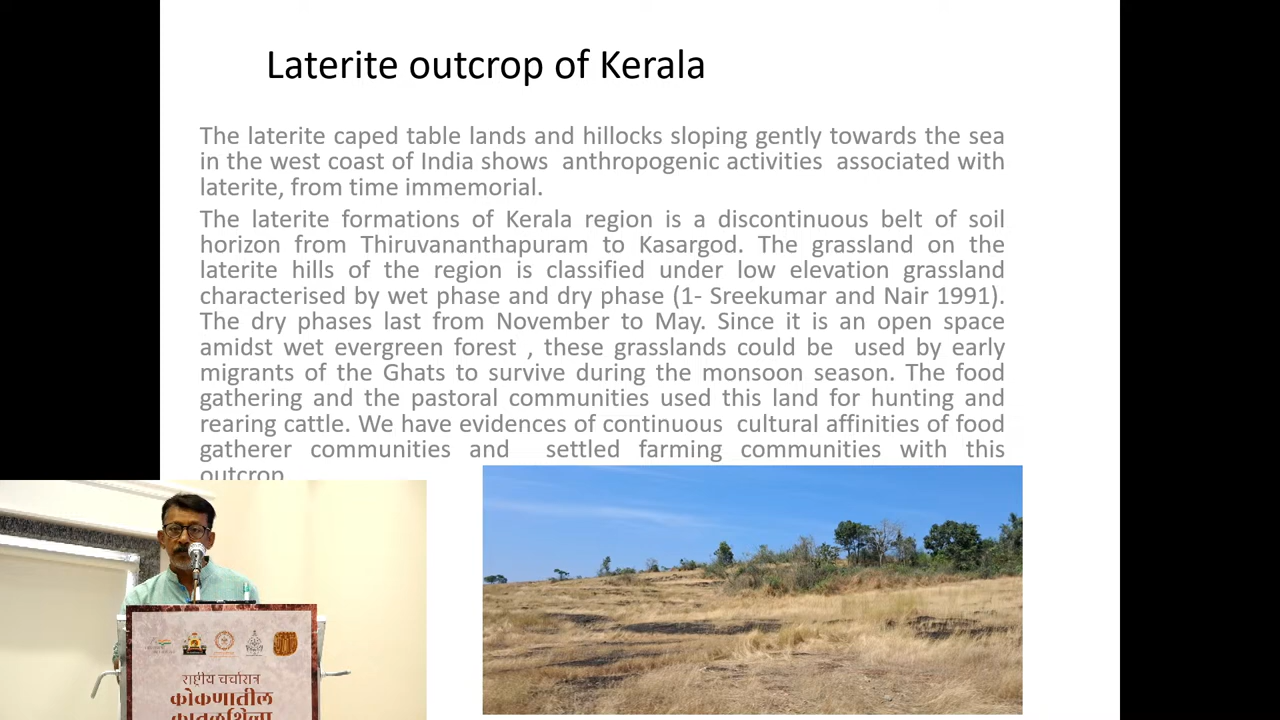 Laterite outcrop of Kerala
The laterite caped table lands and hillocks sloping gently towards the sea
in the west coast of India shows anthropogenic activities associated with
laterite, from time immemorial.
The laterite formations of Kerala region is a discontinuous belt of soil
horizon from Thiruvananthapuram to Kasargod. The grassland on the
laterite hills of the region is classified under low elevation grassland
characterised by wet phase and dry phase (1- Sreekumar and Nair 1991).
The dry phases last from November to May. Since it is an open space
amidst wet evergreen forest , these grasslands could be used by early
migrants of the Ghats to survive during the monsoon season. The food
gathering and the pastoral communities used this land for hunting and
rearing cattle. We have evidences of continuous cultural affinities of food
gatherer communities and settled farming communities with this
outcrop
राष्ट्रीय चर्चासत्र
कोकणातील
कातळशिल्प